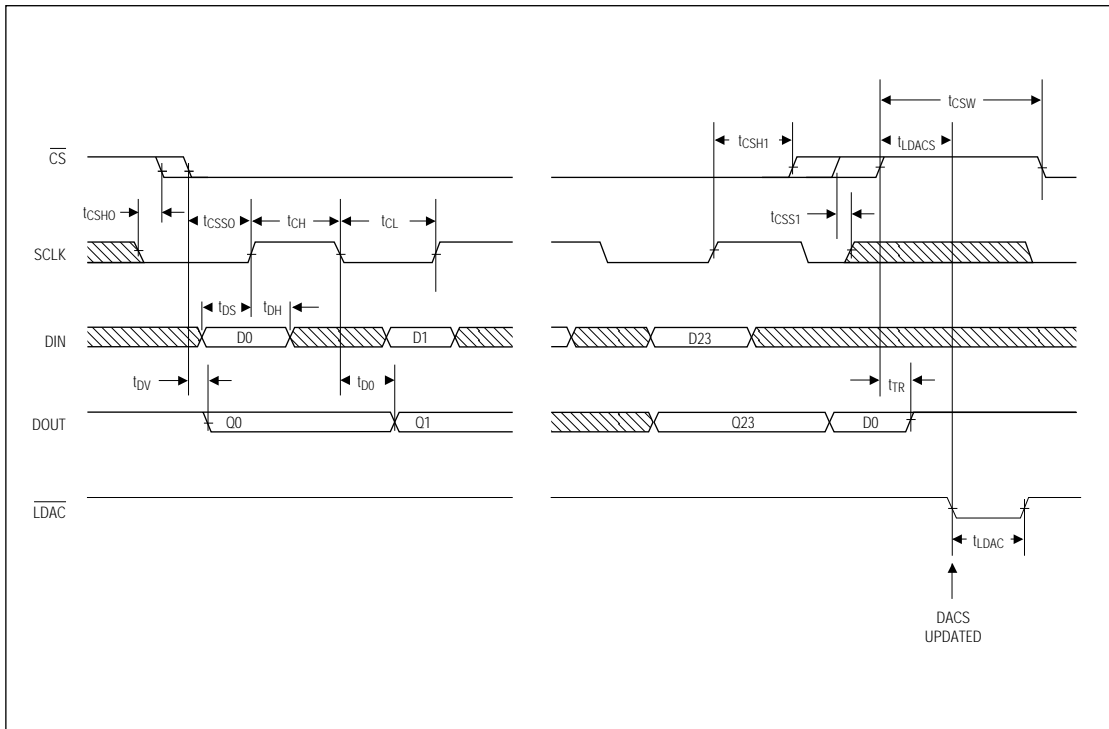 tCSW
tCSH1
tLDACS
CS
tCSHO
tCSSO
tCH
tCL
tCSS1
SCLK
tDS
tDH
DIN
D0
D1
D23
tDV
tD0
tTR
DOUT
Q0
Q1
Q23
D0
LDAC
tLDAC
DACS
UPDATED